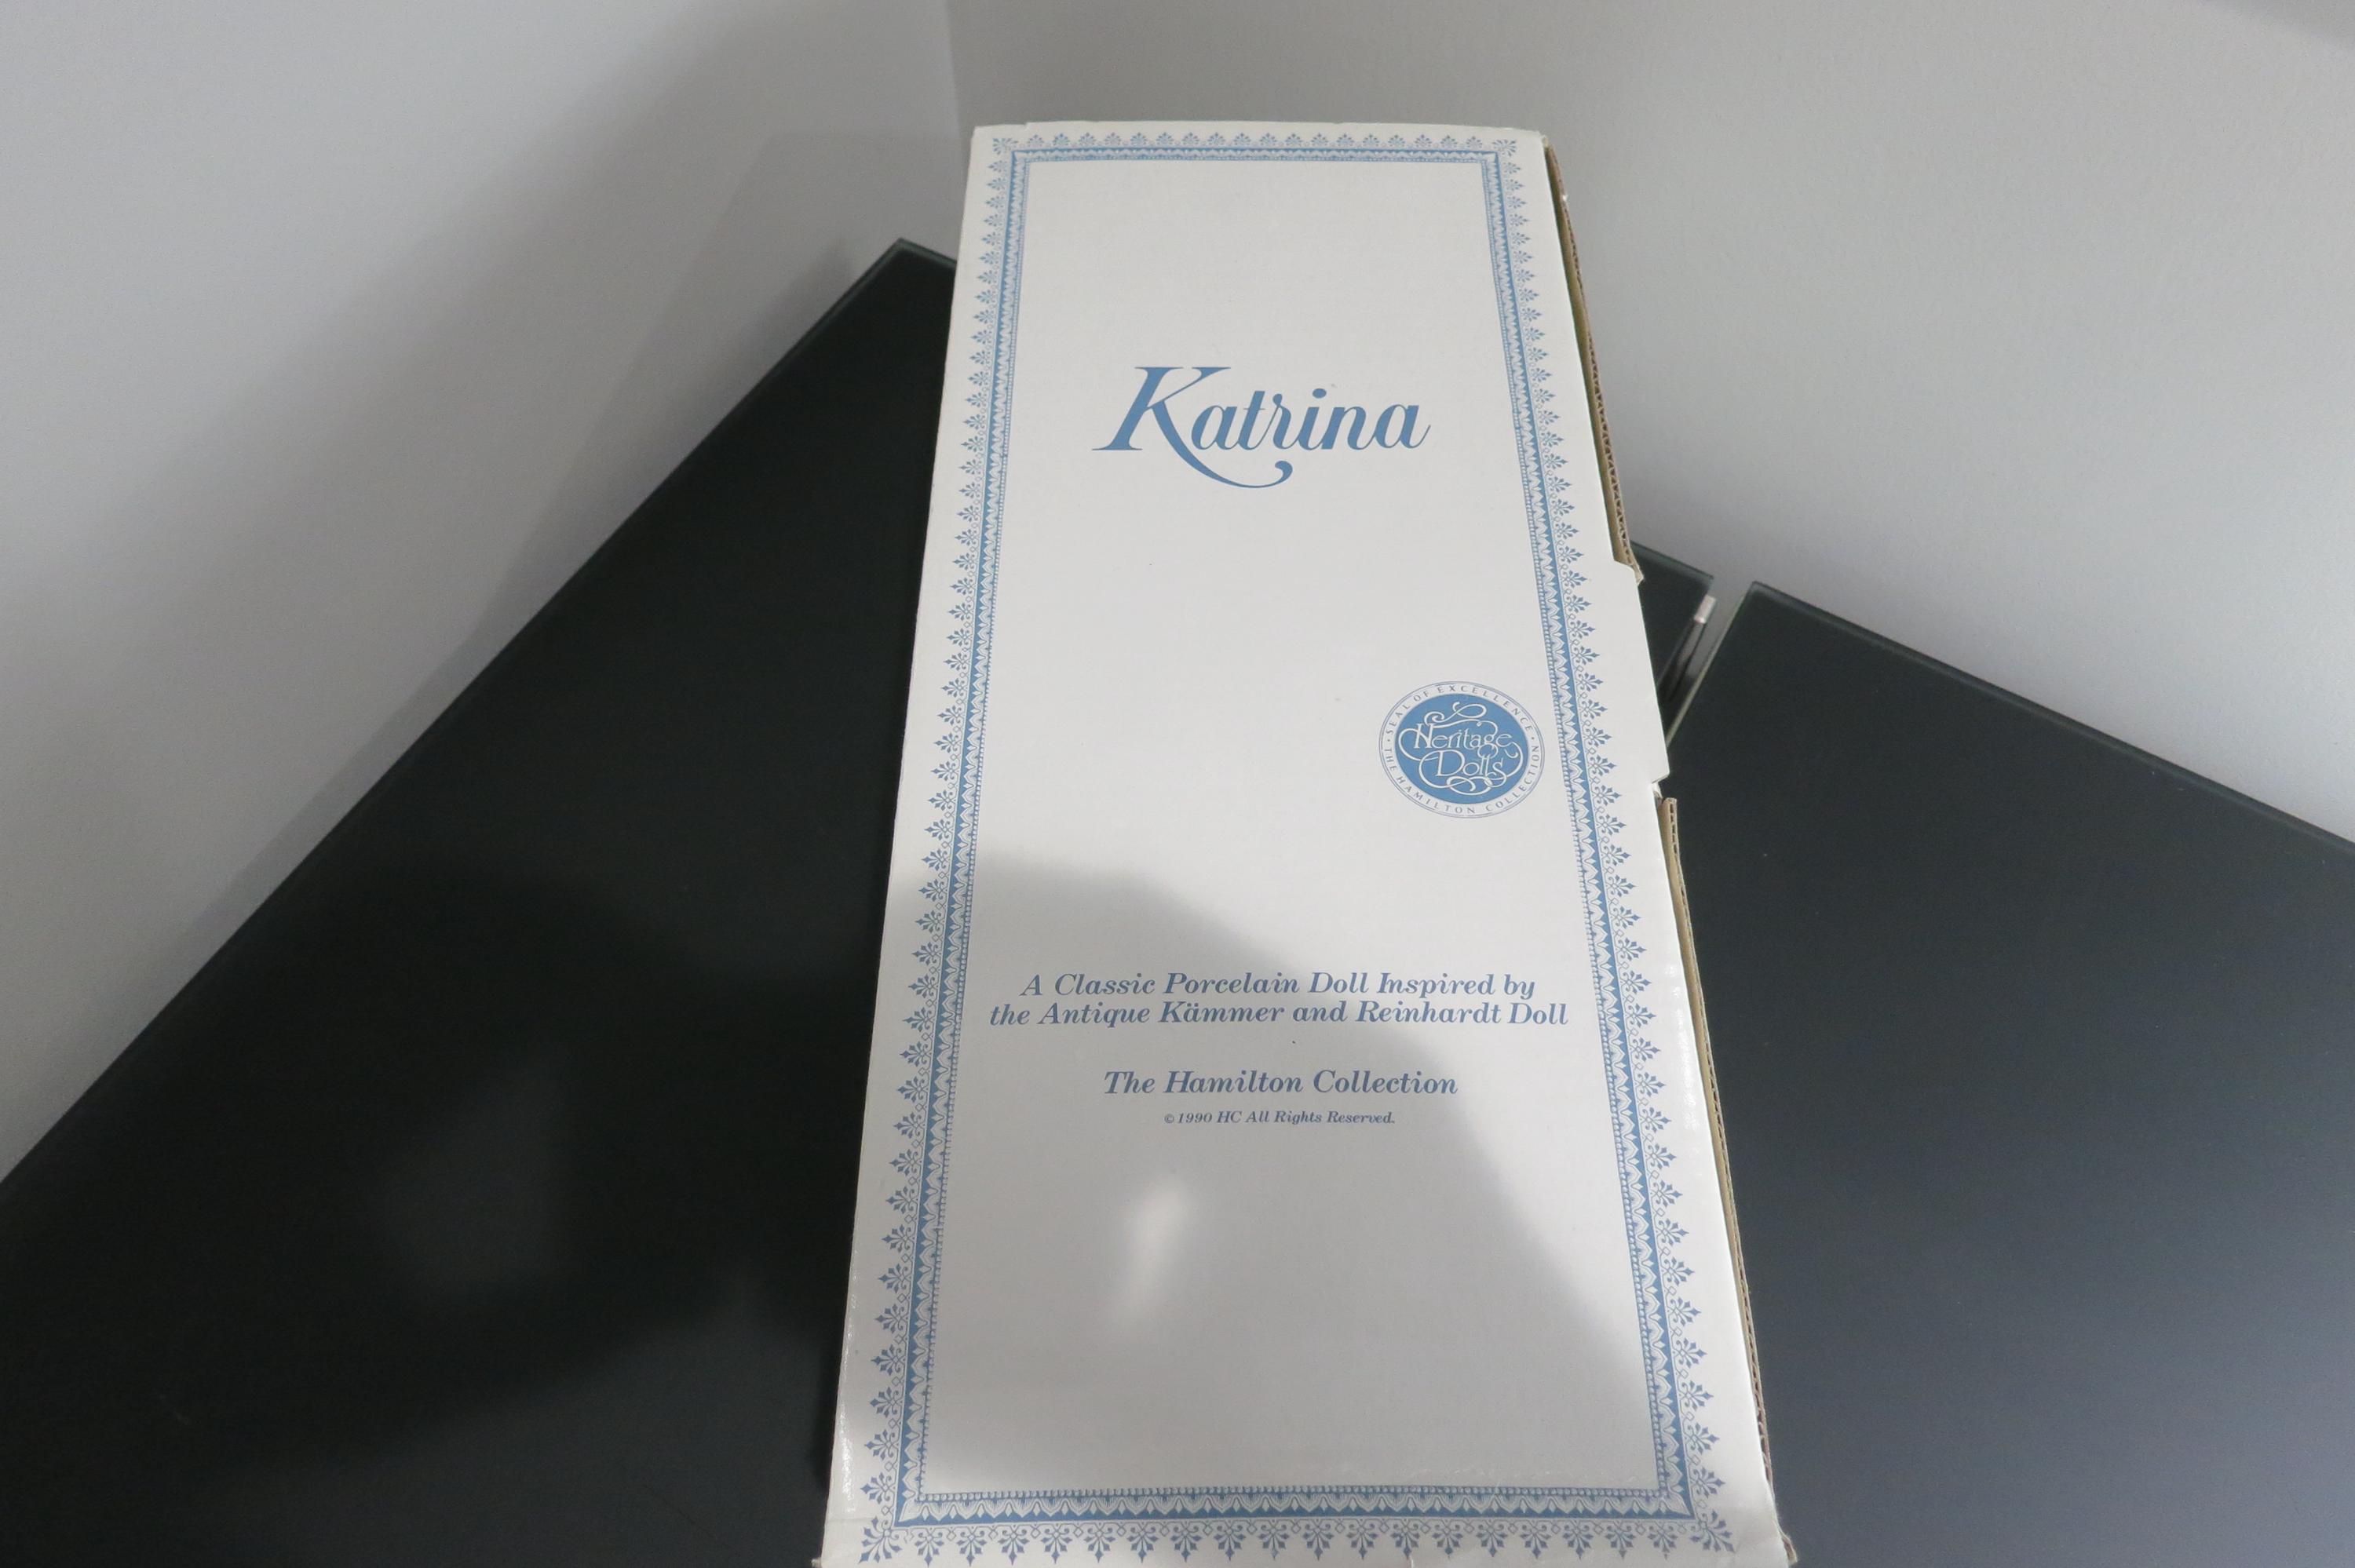 Katrina
SEAL OF EXCELLENCE
Heritage
Dolls
THE HAMILTON COLLECTION
A Classic Porcelain Doll Inspired by
the Antique Kämmer and Reinhardt Doll
The Hamilton Collection
© 1990 HC All Rights Reserved.